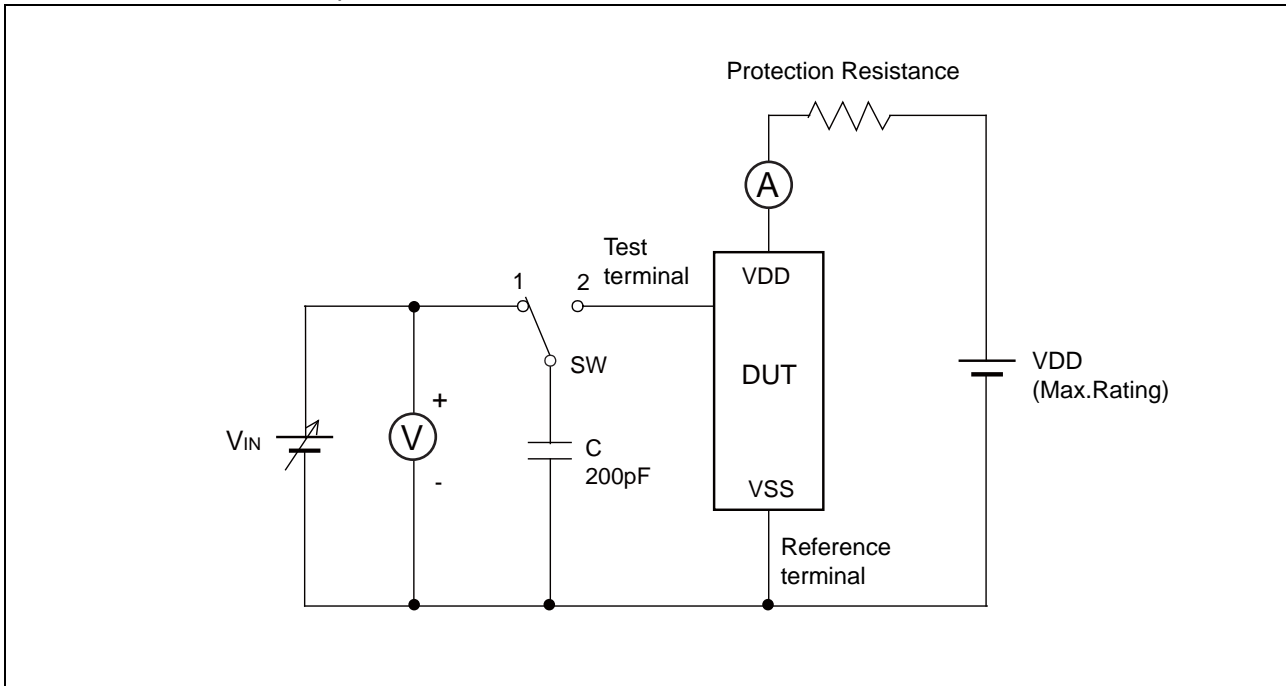 Protection Resistance
A
Test
terminal
1
2
VDD
SW
DUT
VDD
(Max.Rating)
VIN
+
V
-
C
200pF
VSS
Reference
terminal